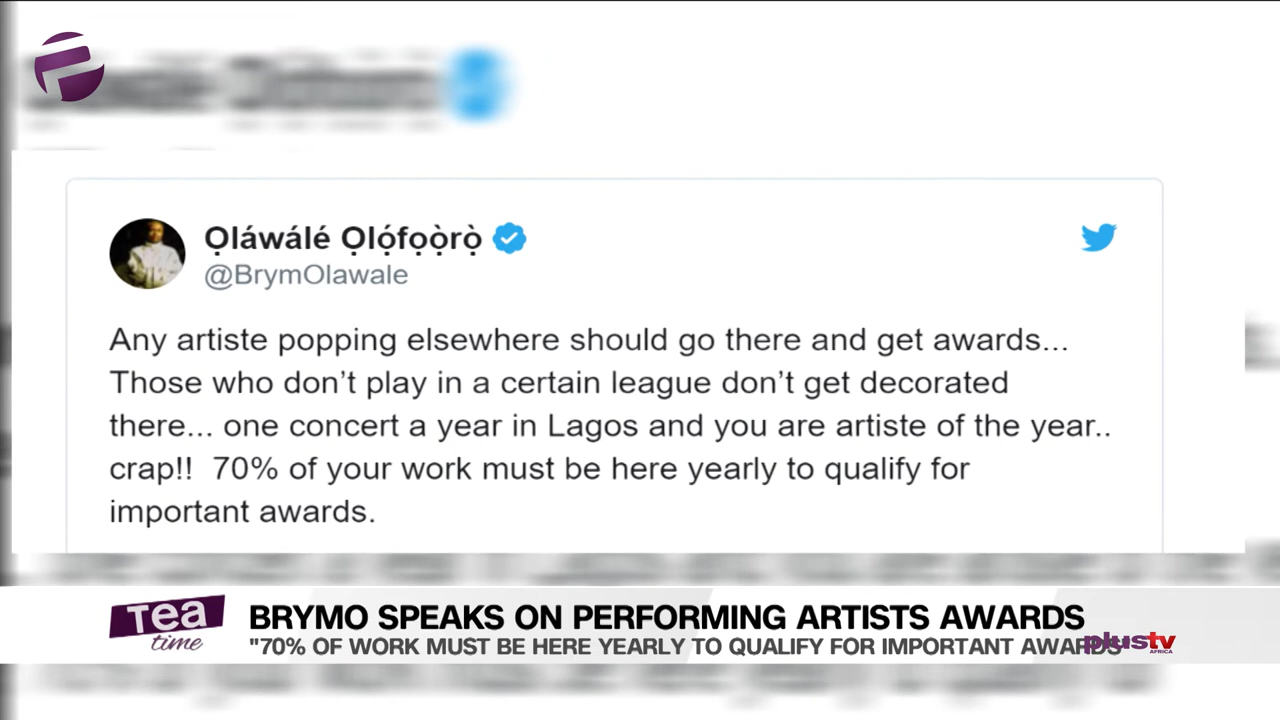 Ọláwálé Ọlọ́fọọ̀rọ̀
@BrymOlawale
Any artiste popping elsewhere should go there and get awards...
Those who don’t play in a certain league don’t get decorated
there... one concert a year in Lagos and you are artiste of the year..
crap!!  70% of your work must be here yearly to qualify for
important awards.
Tea
time
BRYMO SPEAKS ON PERFORMING ARTISTS AWARDS
"70% OF WORK MUST BE HERE YEARLY TO QUALIFY FOR IMPORTANT AWARDS"
plustv
AFRICA